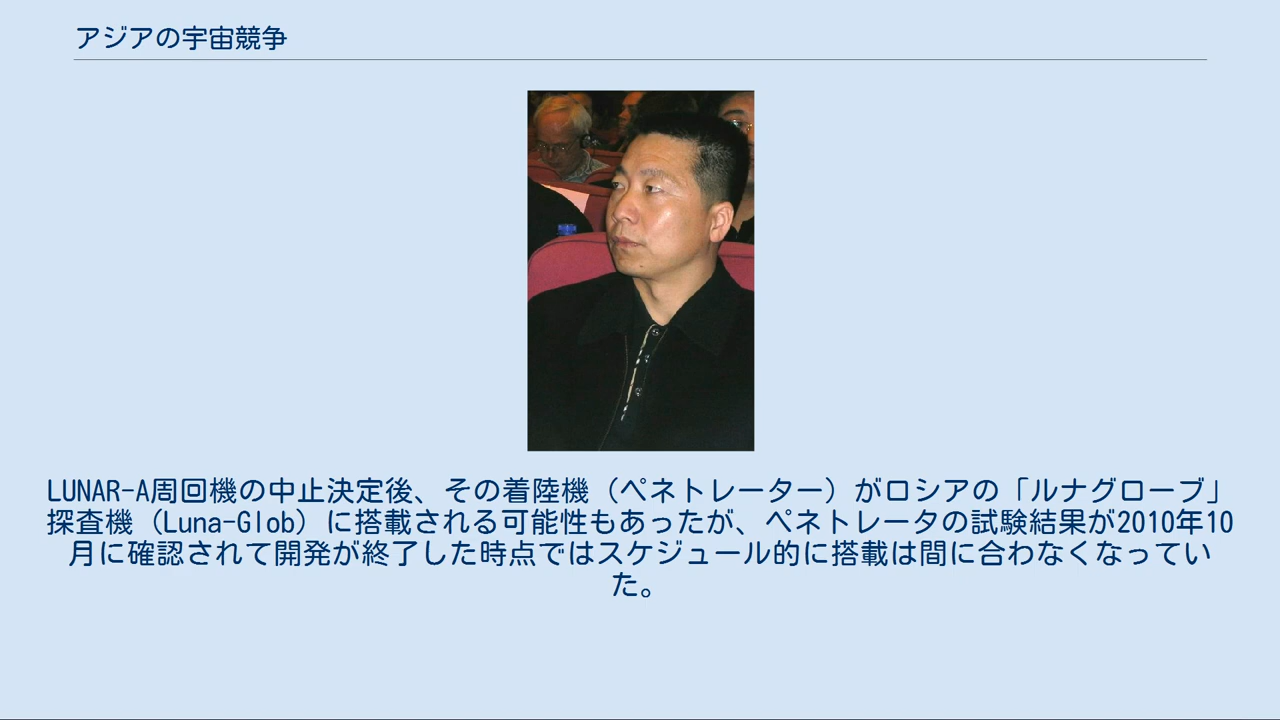 アジアの宇宙競争
LUNAR-A周回機の中止決定後、その着陸機（ペネトレーター）がロシアの「ルナグローブ」
探査機（Luna-Glob）に搭載される可能性もあったが、ペネトレータの試験結果が2010年10
月に確認されて開発が終了した時点ではスケジュール的に搭載は間に合わなくなってい
た。